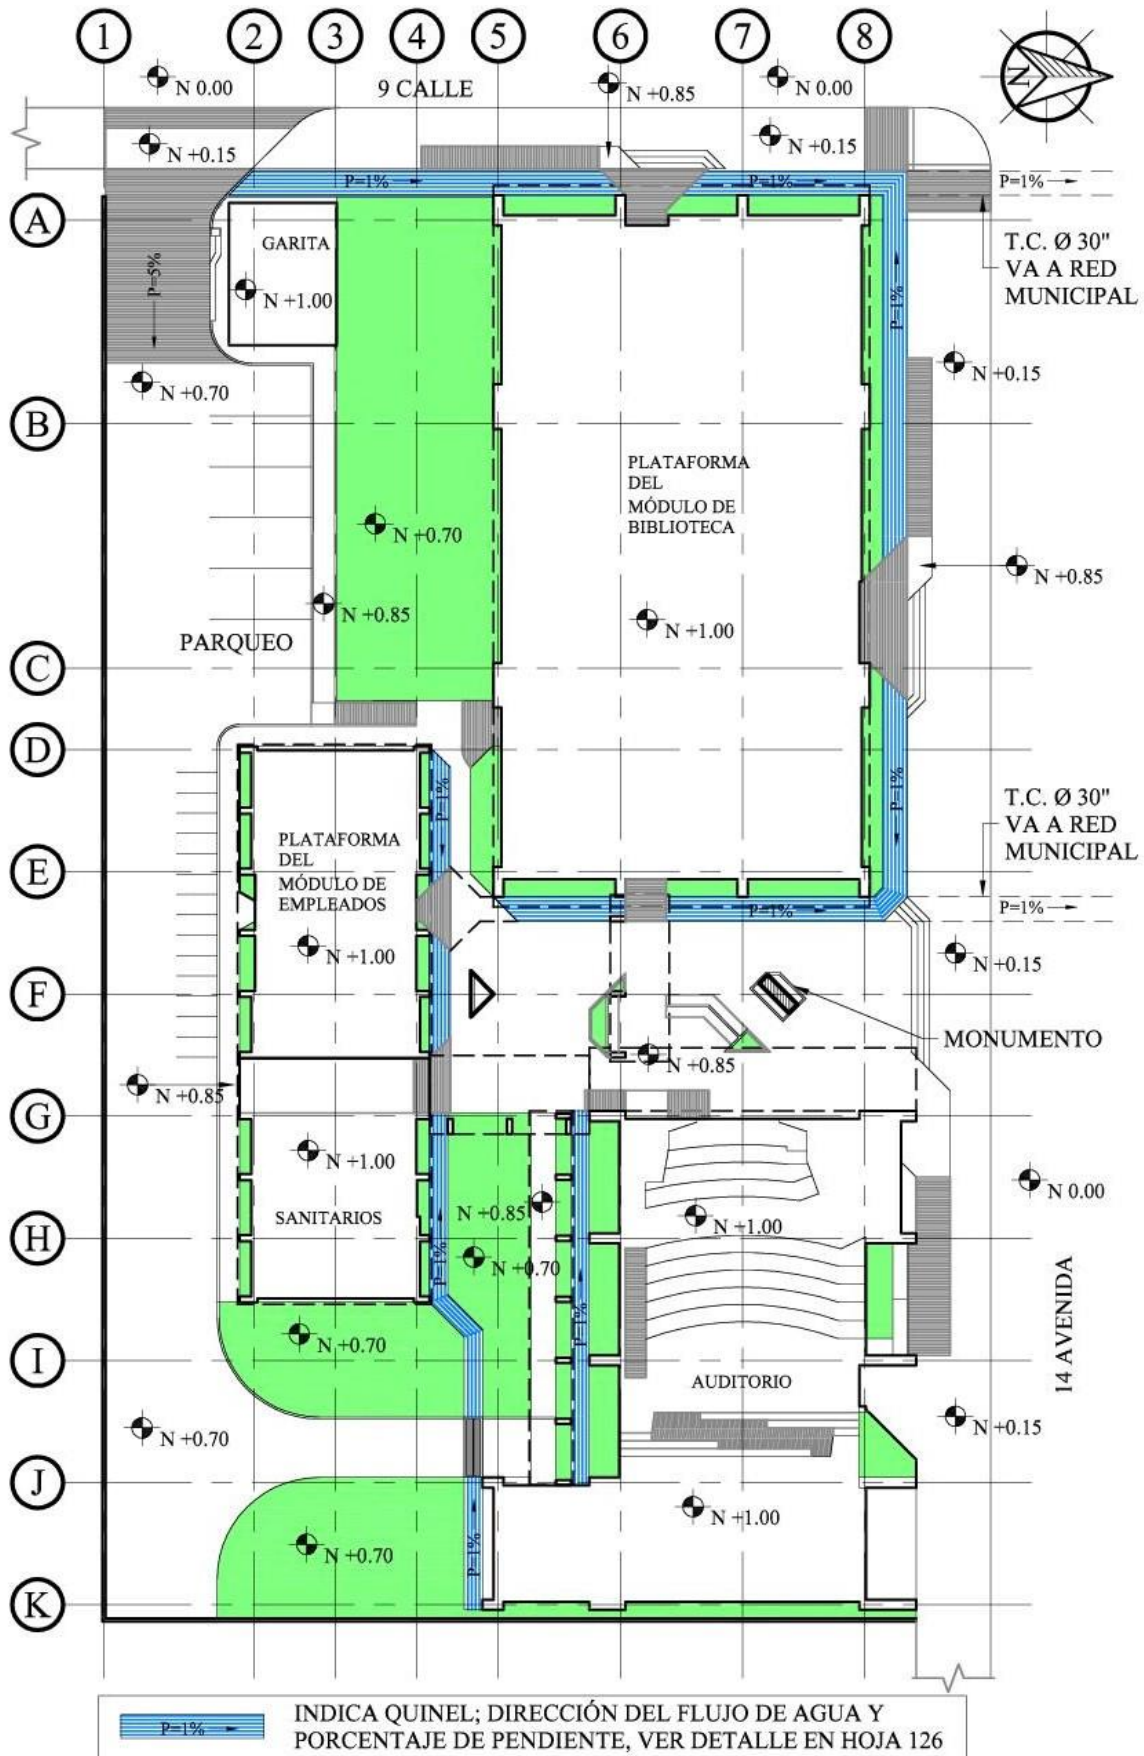 1 2 3 4 5 6 7 8
N 0.00
9 CALLE
N +0.85
N 0.00
N
N +0.15
N +0.15
P=1%
P=1%
P=1%
A
GARITA
P=5%
N +1.00
P=1%
T.C. Ø 30"
VA A RED
MUNICIPAL
N +0.15
N +0.70
B
PLATAFORMA
DEL
MÓDULO DE
BIBLIOTECA
N +0.70
N +0.85
N +0.85
N +1.00
PARQUEO
C
D
P=1%
P=1%
T.C. Ø 30"
VA A RED
MUNICIPAL
PLATAFORMA
DEL
MÓDULO DE
EMPLEADOS
E
P=1%
P=1%
N +1.00
N +0.15
F
MONUMENTO
N +0.85
N +0.85
G
N +1.00
N 0.00
N +0.85
SANITARIOS
N +1.00
H
P=1%
N +0.70
P=1%
14 AVENIDA
N +0.70
I
AUDITORIO
N +0.70
N +0.15
J
N +1.00
N +0.70
P=1%
K
P=1%
INDICA QUINEL; DIRECCIÓN DEL FLUJO DE AGUA Y
PORCENTAJE DE PENDIENTE, VER DETALLE EN HOJA 126